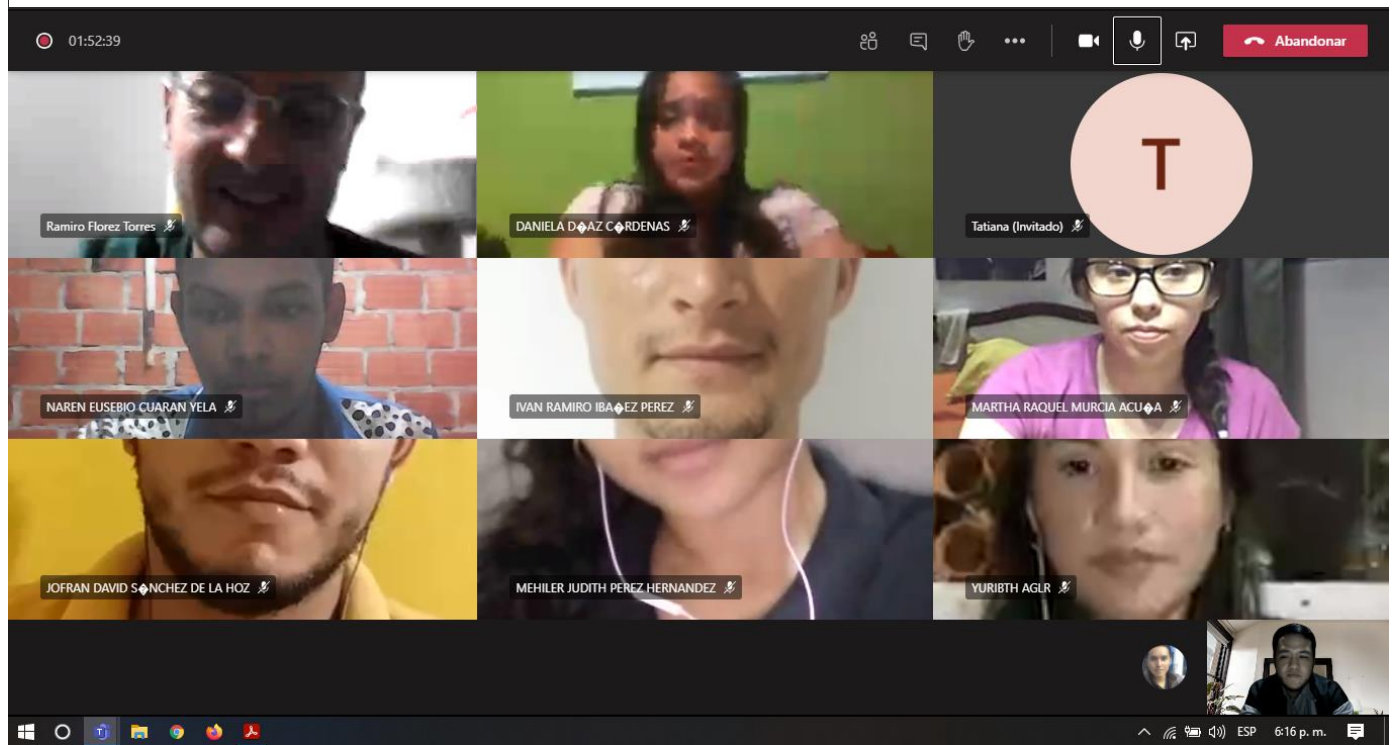 01:52:39
Abandonar
Ramiro Florez Torres
DANIELA D�AZ C�RDENAS
T
Tatiana (Invitado)
NAREN EUSEBIO CUARAN YELA
IVAN RAMIRO IBA�EZ PEREZ
MARTHA RAQUEL MURCIA ACU�A
JOFRAN DAVID S�NCHEZ DE LA HOZ
MEHILER JUDITH PEREZ HERNANDEZ
YURIBTH AGLR
ESP
6:16 p. m.